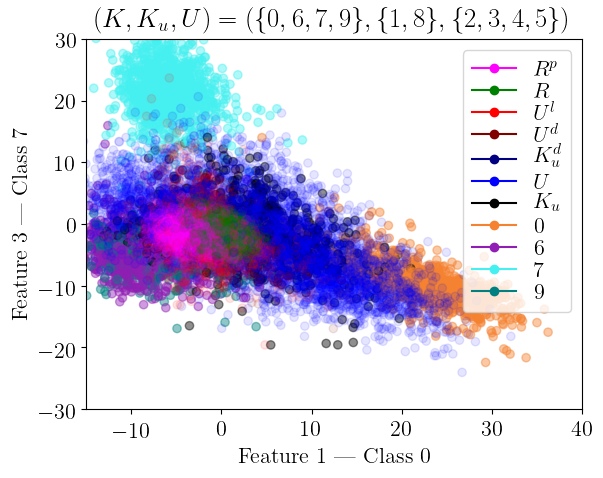 (K, K_u, U) = ({0, 6, 7, 9}, {1, 8}, {2, 3, 4, 5})
30
20
10
0
−10
−20
−30
Feature 3 — Class 7
R^p
R
U^l
U^d
K_u^d
U
K_u
0
6
7
9
−10
0
10
20
30
40
Feature 1 — Class 0